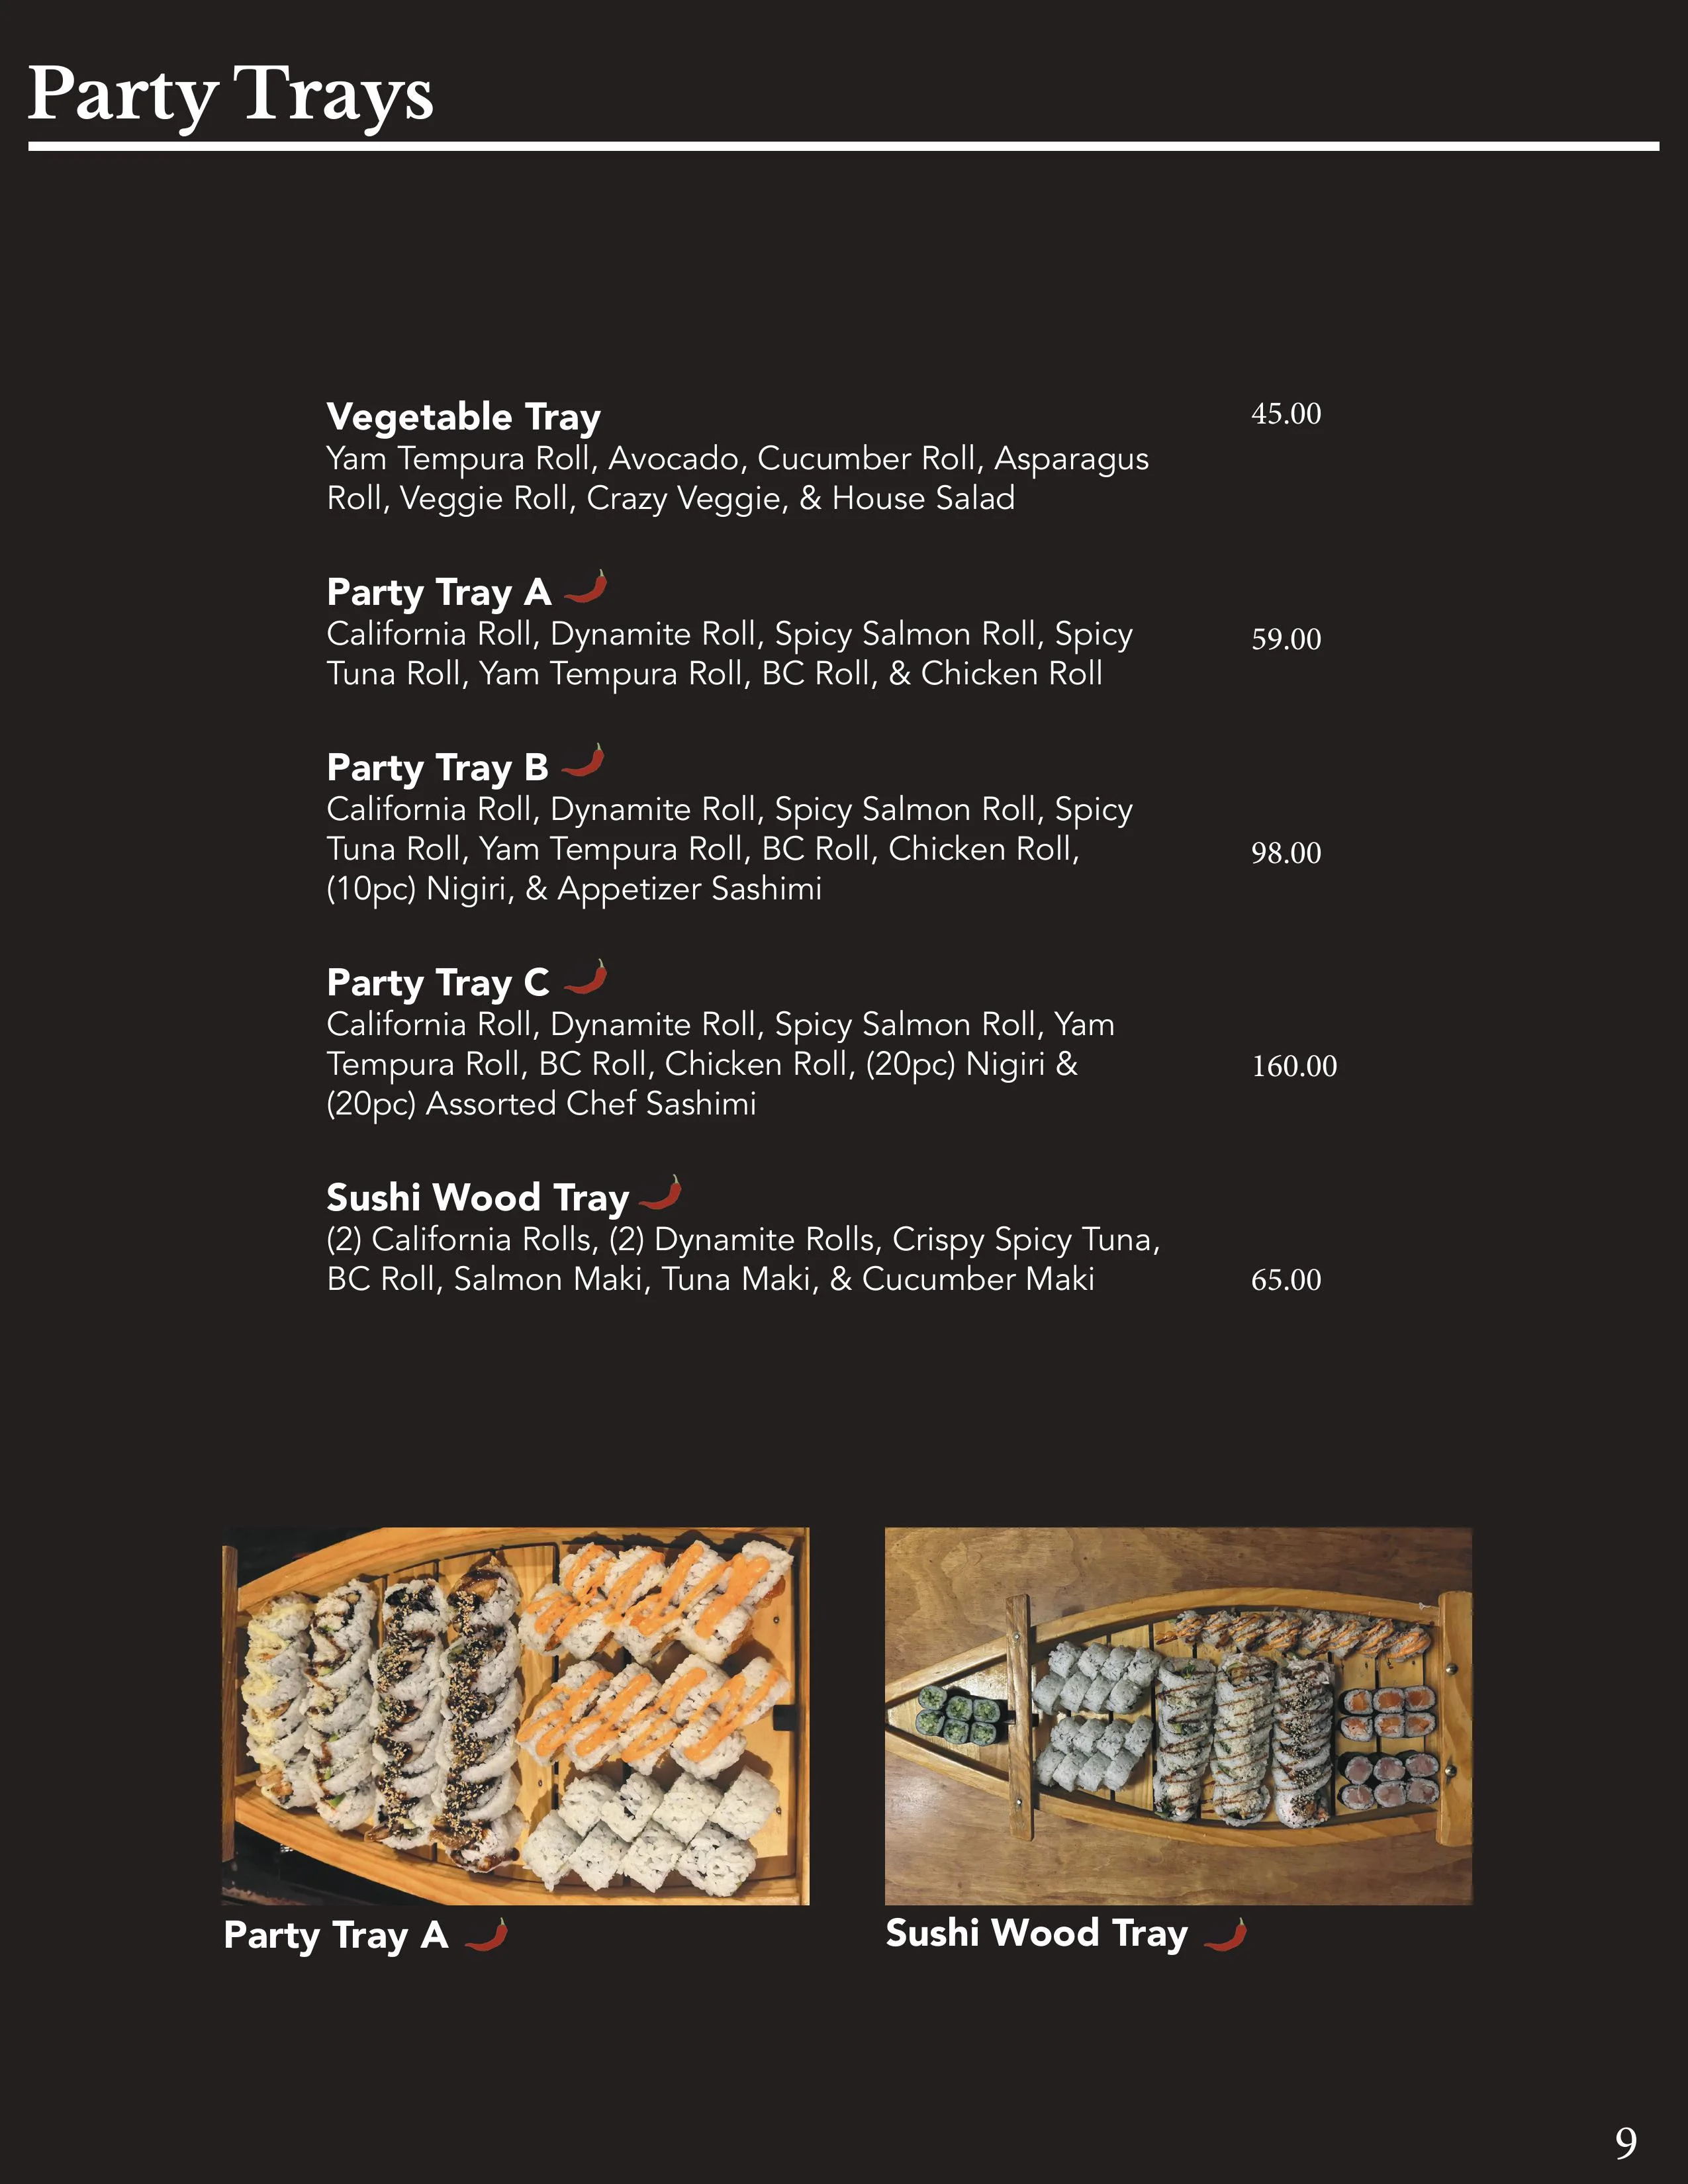 Party Trays
Vegetable Tray 45.00
Yam Tempura Roll, Avocado, Cucumber Roll, Asparagus
Roll, Veggie Roll, Crazy Veggie, & House Salad
Party Tray A
California Roll, Dynamite Roll, Spicy Salmon Roll, Spicy 59.00
Tuna Roll, Yam Tempura Roll, BC Roll, & Chicken Roll
Party Tray B
California Roll, Dynamite Roll, Spicy Salmon Roll, Spicy
Tuna Roll, Yam Tempura Roll, BC Roll, Chicken Roll, 98.00
(10pc) Nigiri, & Appetizer Sashimi
Party Tray C
California Roll, Dynamite Roll, Spicy Salmon Roll, Yam
Tempura Roll, BC Roll, Chicken Roll, (20pc) Nigiri & 160.00
(20pc) Assorted Chef Sashimi
Sushi Wood Tray
(2) California Rolls, (2) Dynamite Rolls, Crispy Spicy Tuna,
BC Roll, Salmon Maki, Tuna Maki, & Cucumber Maki 65.00
Party Tray A
Sushi Wood Tray
9